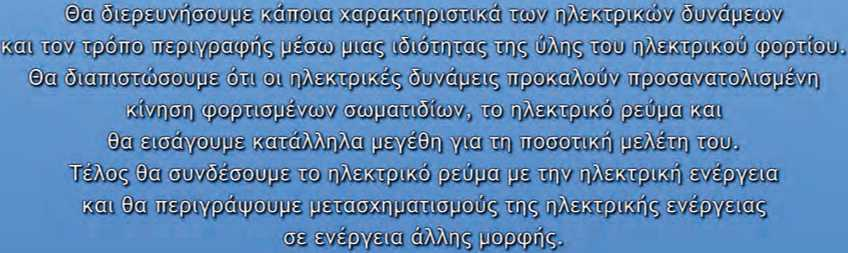 Θα διερευνήσουμε κάποια χαρακτηριστικά των ηλεκτρικών δυνάμεων
και τον τρόπο περιγραφής μέσω μιας ιδιότητας της ύλης του ηλεκτρικού φορτίου.
Θα διαπιστώσουμε ότι οι ηλεκτρικές δυνάμεις προκαλούν προσανατολισμένη
κίνηση φορτισμένων σωματιδίων, το ηλεκτρικό ρεύμα και
θα εισάγουμε κατάλληλα μεγέθη για τη ποσοτική μελέτη του.
Τέλος θα συνδέσουμε το ηλεκτρικό ρεύμα με την ηλεκτρική ενέργεια
και θα περιγράψουμε μετασχηματισμούς της ηλεκτρικής ενέργειας
σε ενέργεια άλλης μορφής.